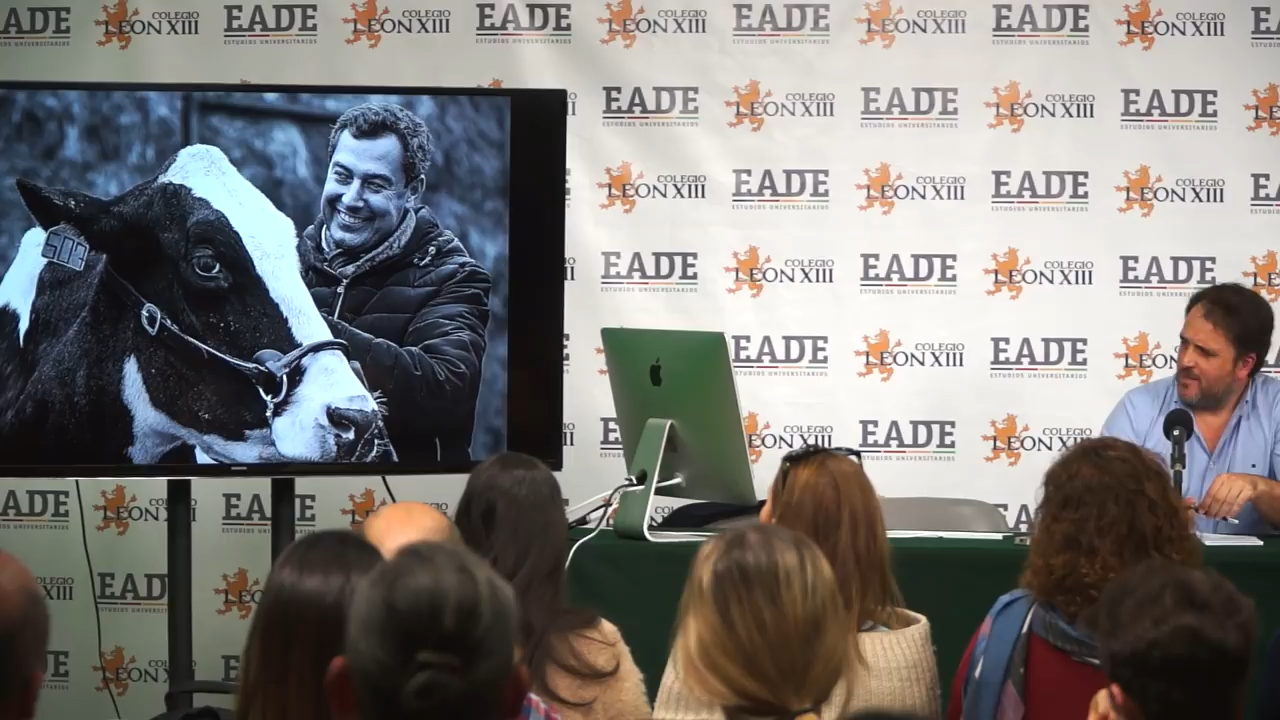 EADE
ESTUDIOS UNIVERSITARIOS
COLEGIO
LEON XIII
503